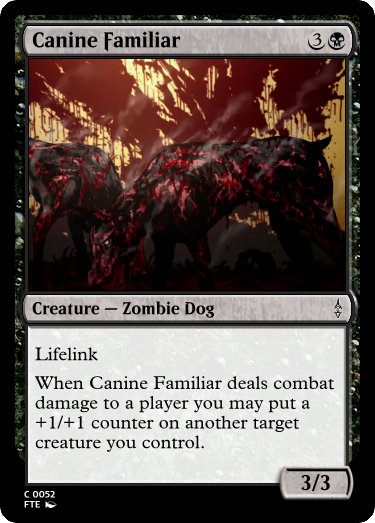 Canine Familiar 3
Creature — Zombie Dog
Lifelink
When Canine Familiar deals combat
damage to a player you may put a
+1/+1 counter on another target
creature you control.
3/3
C 0052
FTE